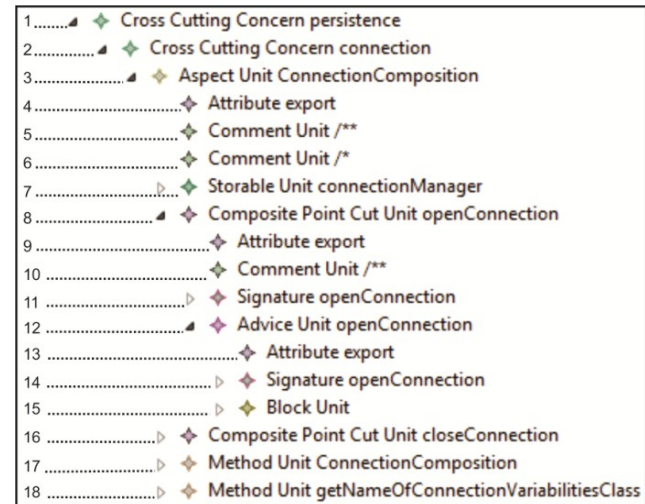 1 Cross Cutting Concern persistence
2 Cross Cutting Concern connection
3 Aspect Unit ConnectionComposition
4 Attribute export
5 Comment Unit /**
6 Comment Unit /*
7 Storable Unit connectionManager
8 Composite Point Cut Unit openConnection
9 Attribute export
10 Comment Unit /**
11 Signature openConnection
12 Advice Unit openConnection
13 Attribute export
14 Signature openConnection
15 Block Unit
16 Composite Point Cut Unit closeConnection
17 Method Unit ConnectionComposition
18 Method Unit getNameOfConnectionVariabilitiesClass